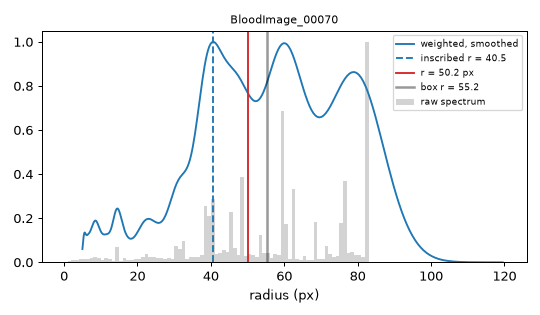 BloodImage_00070
1.0
0.8
0.6
0.4
0.2
0.0
weighted, smoothed
inscribed r = 40.5
r = 50.2 px
box r = 55.2
raw spectrum
0 20 40 60 80 100 120
radius (px)